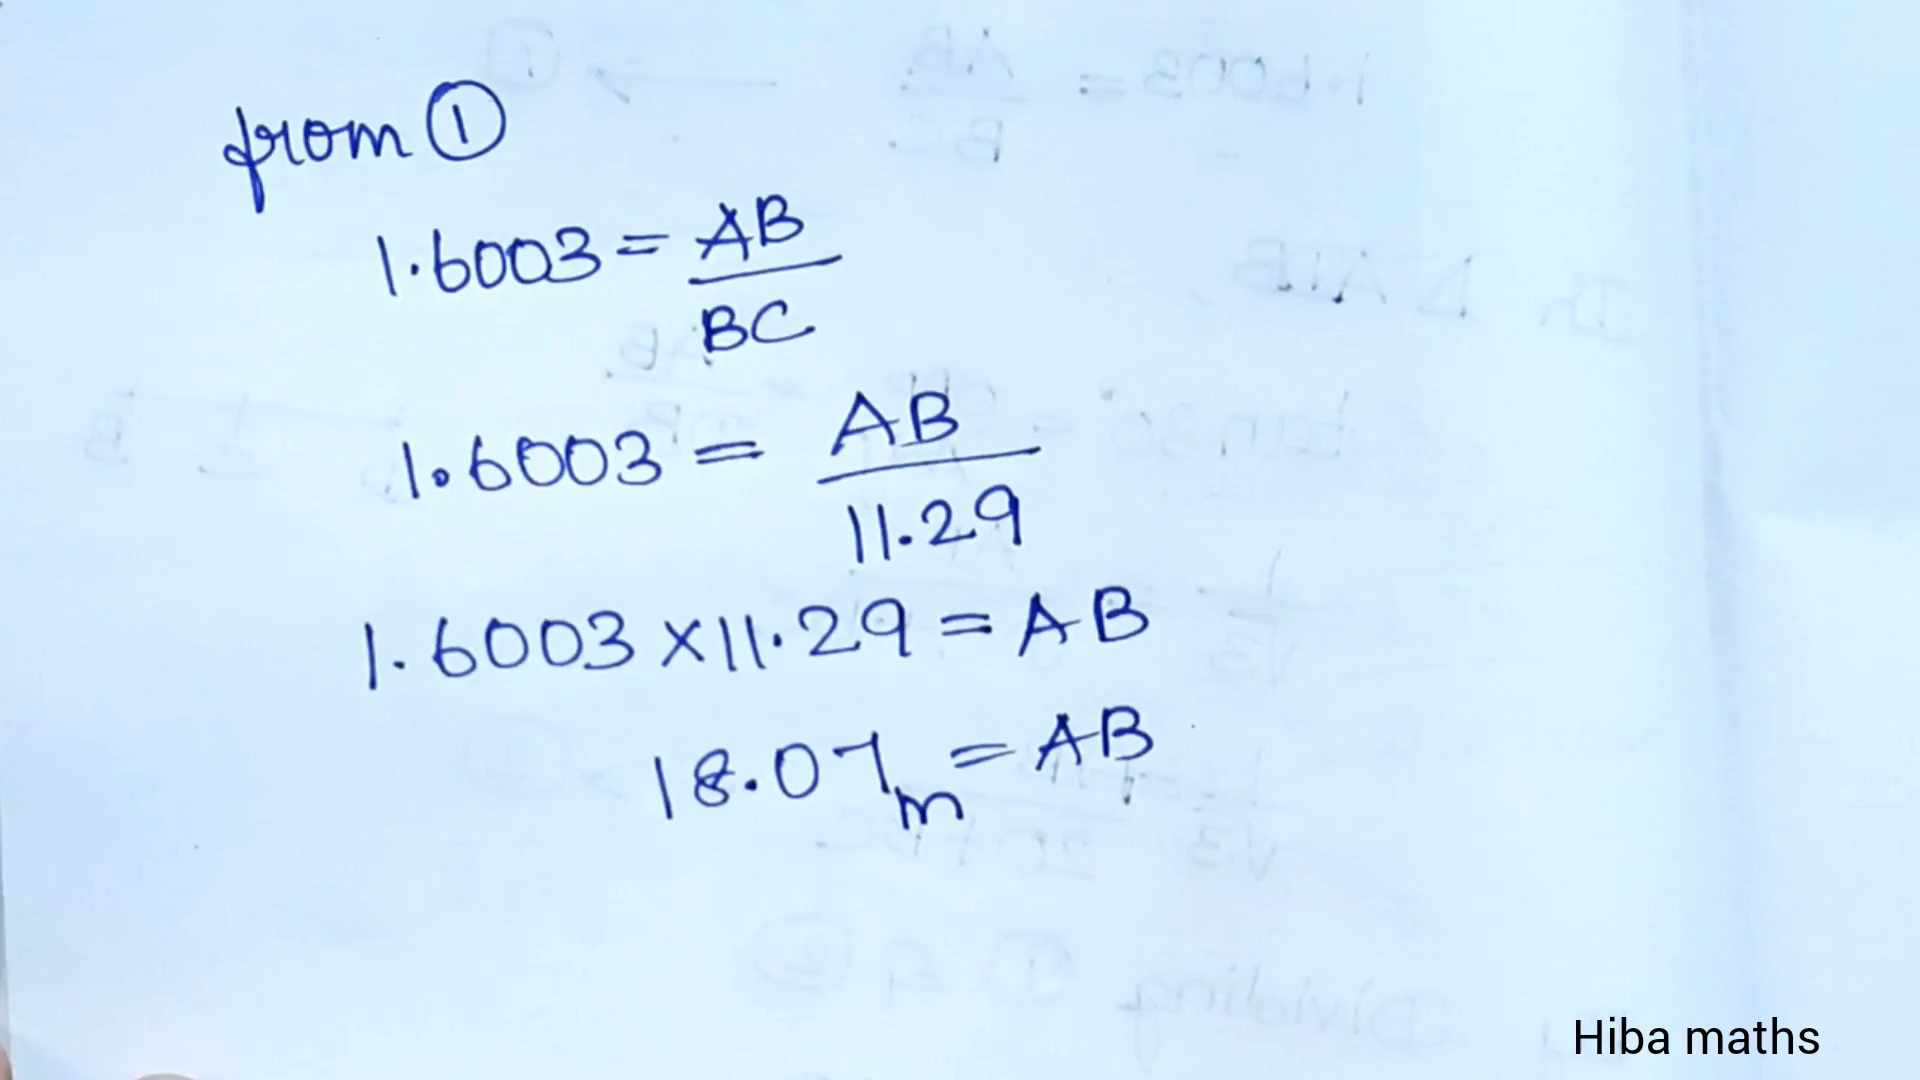 from ①
1.6003 = AB
BC
1.6003 = AB
11.29
1.6003 x 11.29 = AB
18.07 m = AB
Hiba maths